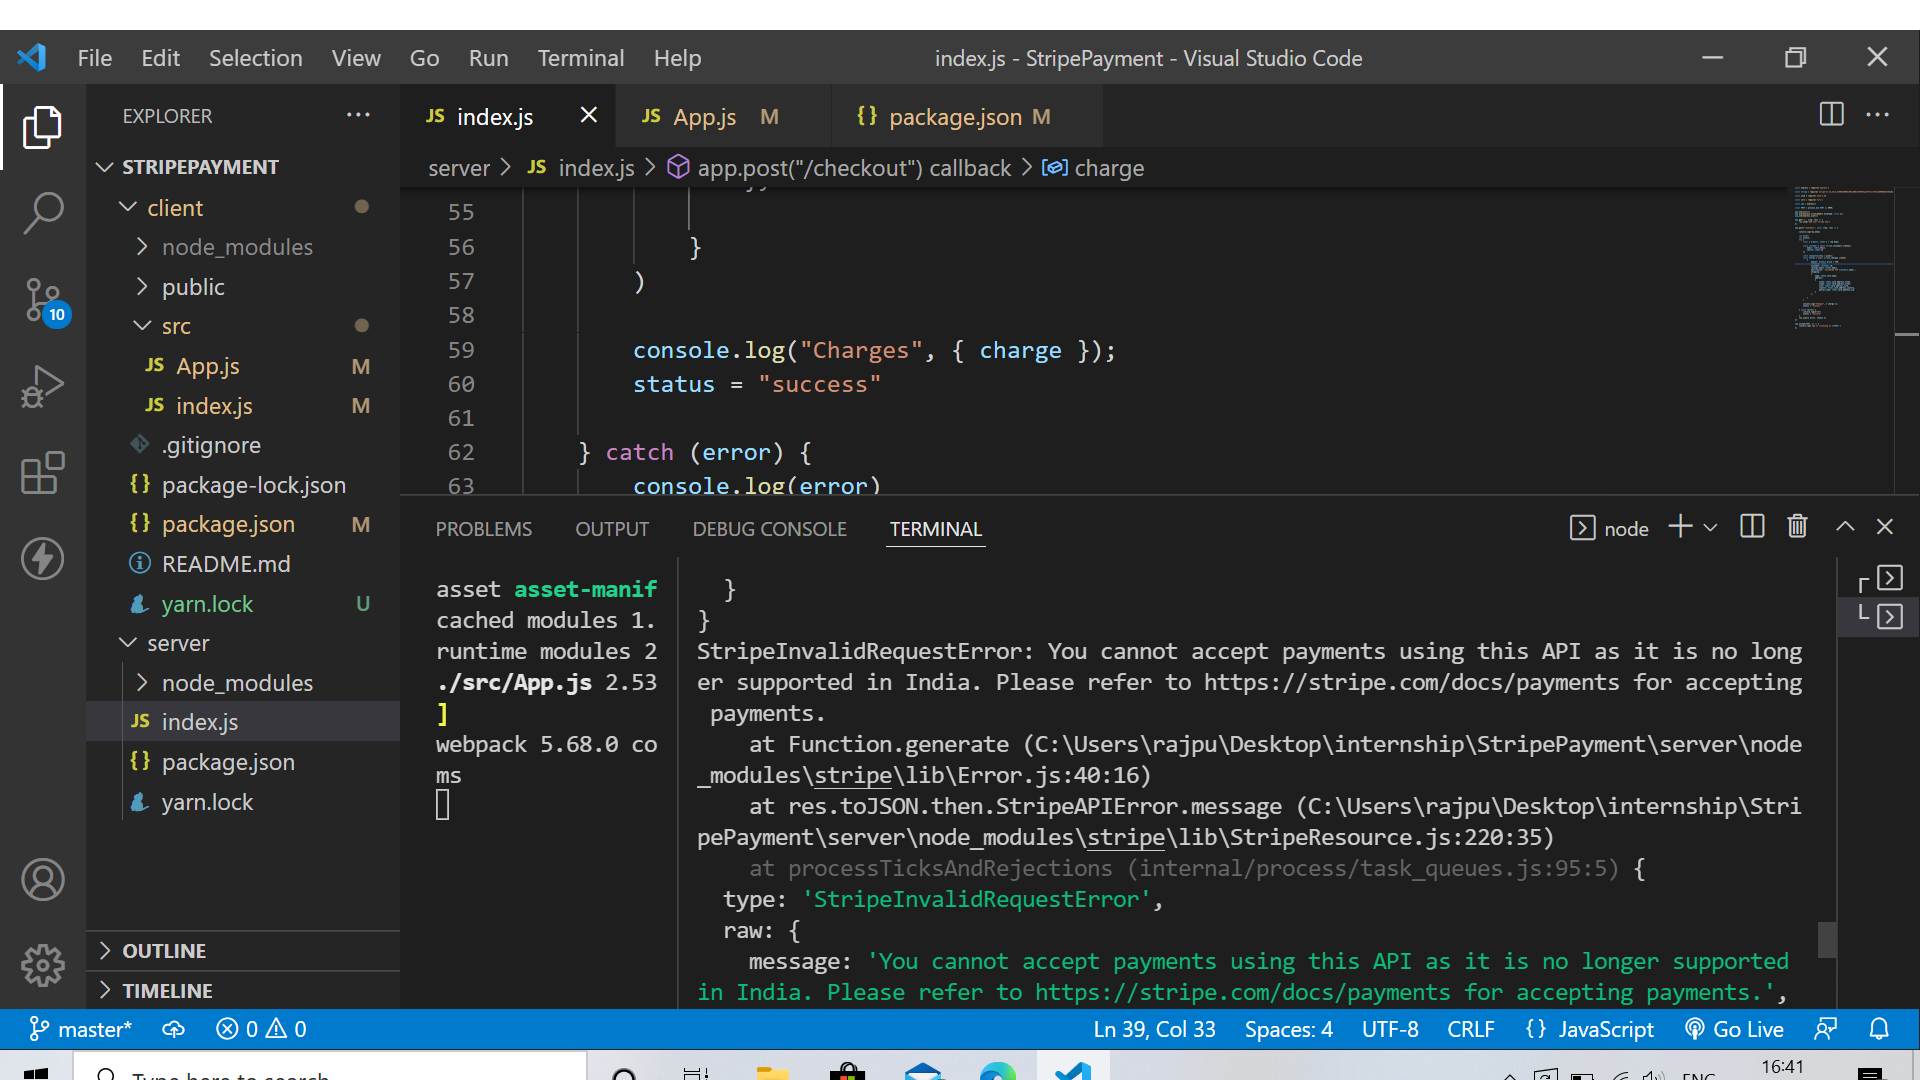 File Edit Selection View Go Run Terminal Help
index.js - StripePayment - Visual Studio Code
EXPLORER
STRIPEPAYMENT
client
node_modules
public
src
JS App.js M
JS index.js M
.gitignore
{} package-lock.json
{} package.json M
README.md
yarn.lock U
server
node_modules
JS index.js
{} package.json
yarn.lock
OUTLINE
TIMELINE
10
JS index.js
JS App.js M
{} package.json M
server > JS index.js > app.post("/checkout") callback > charge
55
56 }
57 )
58
59 console.log("Charges", { charge });
60 status = "success"
61
62 } catch (error) {
63 console.log(error)
PROBLEMS OUTPUT DEBUG CONSOLE TERMINAL
node
asset asset-manif
cached modules 1.
runtime modules 2
./src/App.js 2.53
]
webpack 5.68.0 co
ms
}
}
StripeInvalidRequestError: You cannot accept payments using this API as it is no long
er supported in India. Please refer to https://stripe.com/docs/payments for accepting
payments.
at Function.generate (C:\Users\rajpu\Desktop\internship\StripePayment\server\node
_modules\stripe\lib\Error.js:40:16)
at res.toJSON.then.StripeAPIError.message (C:\Users\rajpu\Desktop\internship\Stri
pePayment\server\node_modules\stripe\lib\StripeResource.js:220:35)
at processTicksAndRejections (internal/process/task_queues.js:95:5) {
type: 'StripeInvalidRequestError',
raw: {
message: 'You cannot accept payments using this API as it is no longer supported
in India. Please refer to https://stripe.com/docs/payments for accepting payments.',
master* 0 0
Ln 39, Col 33 Spaces: 4 UTF-8 CRLF {} JavaScript Go Live
Type here to search
ENG
16:41